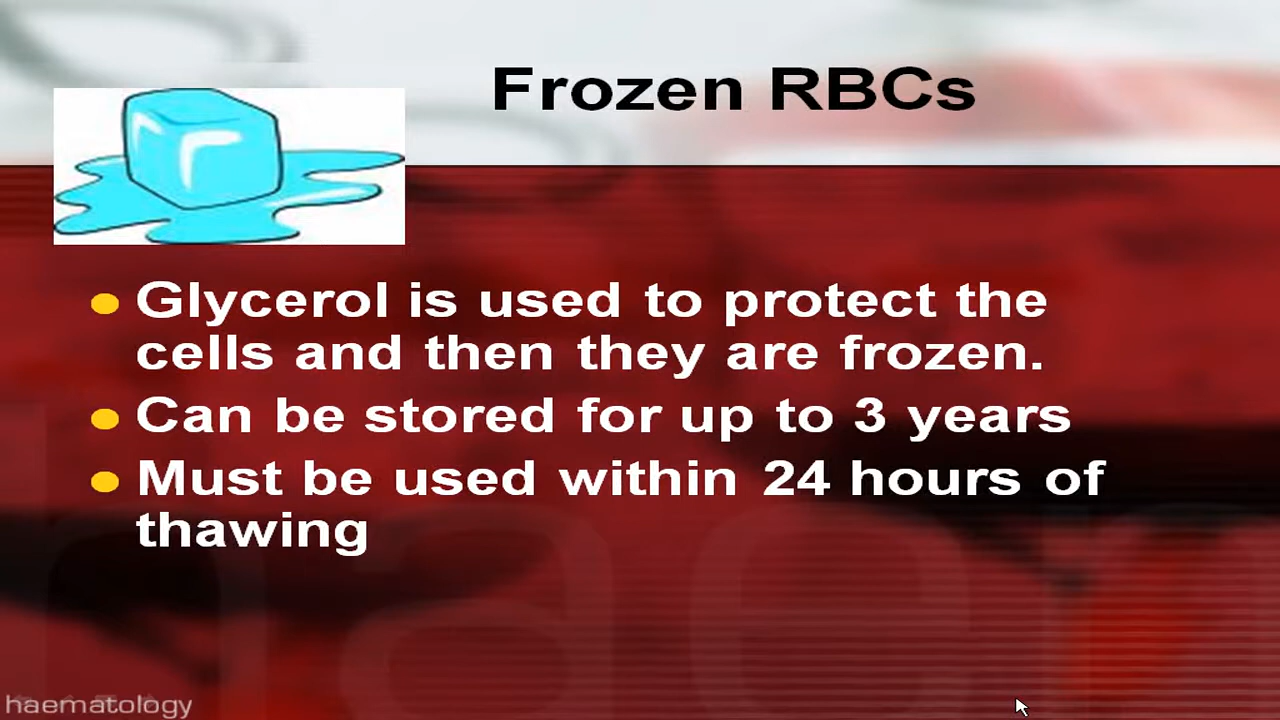 Frozen RBCs
Glycerol is used to protect the
cells and then they are frozen.
Can be stored for up to 3 years
Must be used within 24 hours of
thawing
haematology